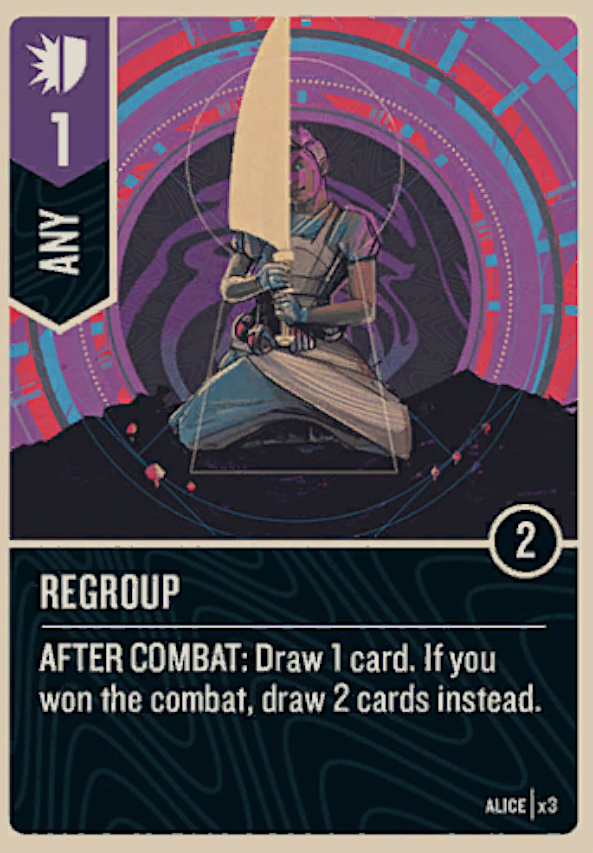 1
ANY
2
REGROUP
AFTER COMBAT: Draw 1 card. If you
won the combat, draw 2 cards instead.
ALICE | x3